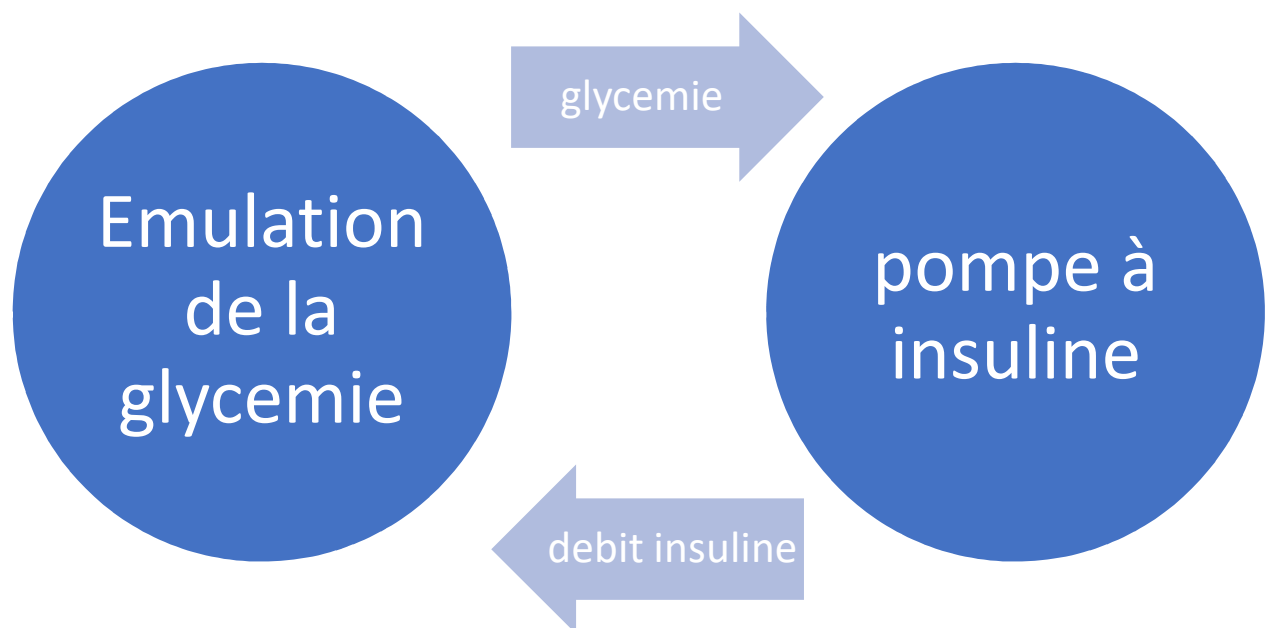 glycemie
Emulation
de la
glycemie
pompe à
insuline
debit insuline